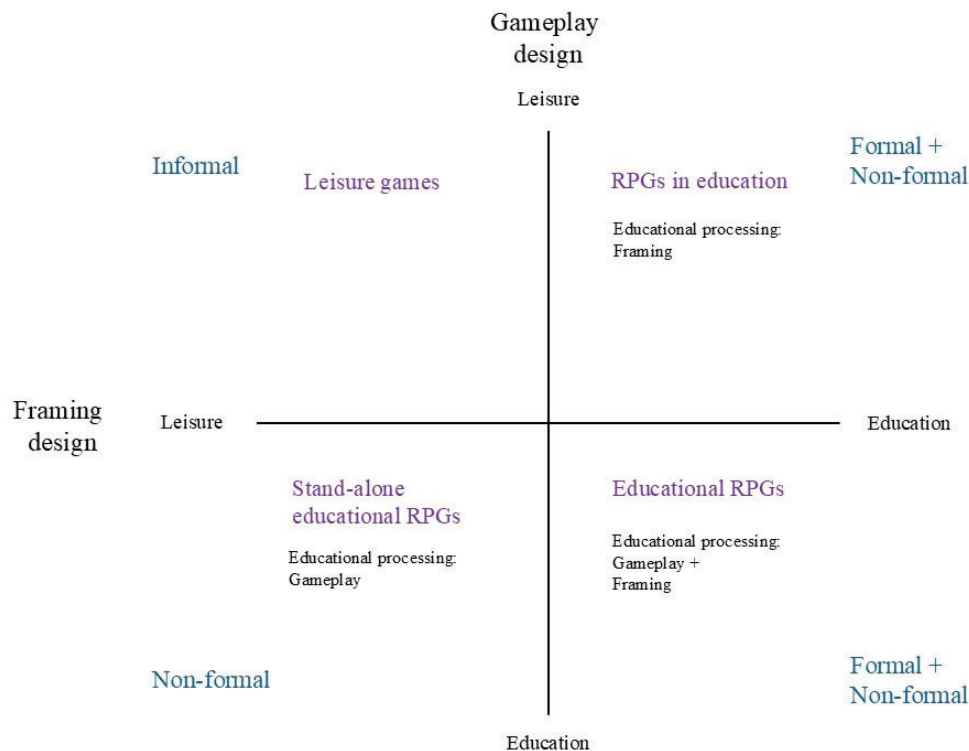 Gameplay
design
Leisure
Informal
Leisure games
RPGs in education
Formal +
Non-formal
Educational processing:
Framing
Framing
design
Leisure
Education
Stand-alone
educational RPGs
Educational processing:
Gameplay
Educational RPGs
Educational processing:
Gameplay +
Framing
Non-formal
Formal +
Non-formal
Education